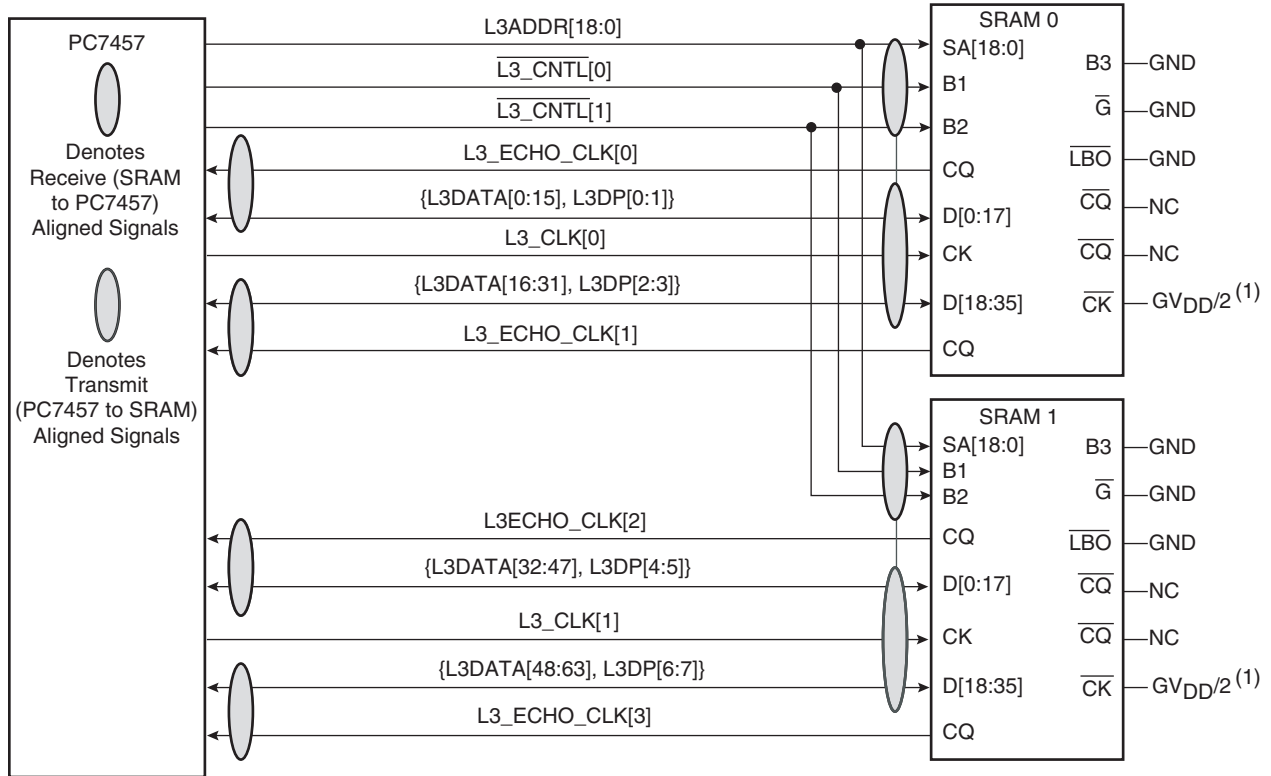 PC7457
Denotes
Receive (SRAM
to PC7457)
Aligned Signals
Denotes
Transmit
(PC7457 to SRAM)
Aligned Signals
L3ADDR[18:0]
L3_CNTL[0]
L3_CNTL[1]
L3_ECHO_CLK[0]
{L3DATA[0:15], L3DP[0:1]}
L3_CLK[0]
{L3DATA[16:31], L3DP[2:3]}
L3_ECHO_CLK[1]
SRAM 0
SA[18:0]
B1
B2
CQ
D[0:17]
CK
D[18:35]
CQ
B3 GND
G GND
LBO GND
CQ NC
CQ NC
CK GVDD/2 (1)
L3ECHO_CLK[2]
{L3DATA[32:47], L3DP[4:5]}
L3_CLK[1]
{L3DATA[48:63], L3DP[6:7]}
L3_ECHO_CLK[3]
SRAM 1
SA[18:0]
B1
B2
CQ
D[0:17]
CK
D[18:35]
CQ
B3 GND
G GND
LBO GND
CQ NC
CQ NC
CK GVDD/2 (1)